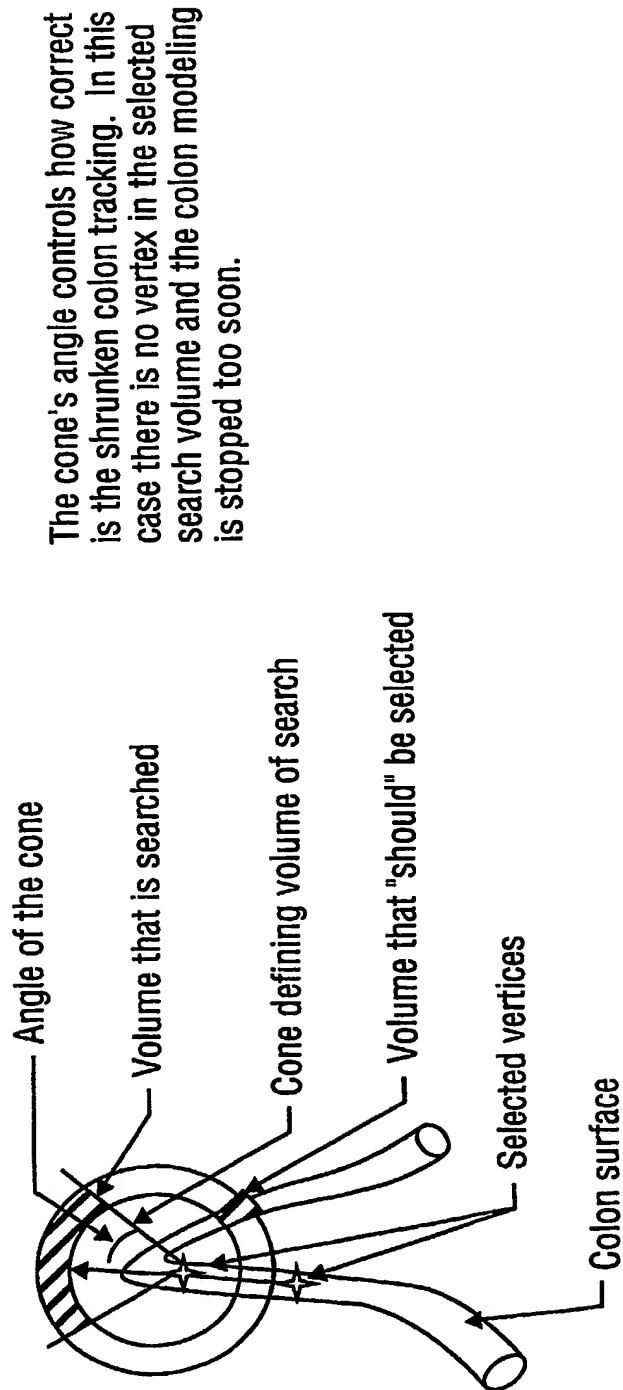 The cone's angle controls how correct
is the shrunken colon tracking. In this
case there is no vertex in the selected
search volume and the colon modeling
is stopped too soon.
Angle of the cone
Volume that is searched
Cone defining volume of search
Volume that "should" be selected
Selected vertices
Colon surface